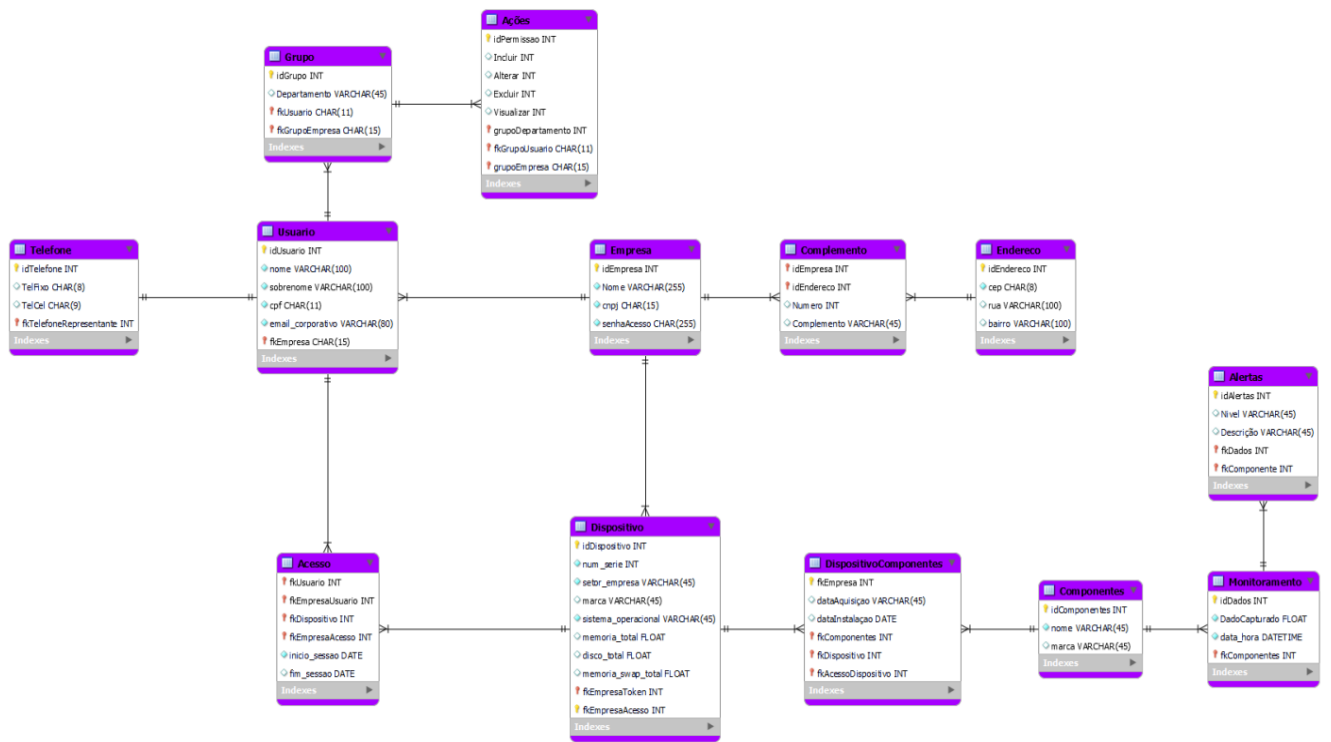 Ações
idPermissao INT
Incluir INT
Alterar INT
Excluir INT
Visualizar INT
grupoDepartamento INT
fkGrupoUsuario CHAR(11)
grupoEmpresa CHAR(15)
Indexes
Grupo
idGrupo INT
Departamento VARCHAR(45)
fkUsuario CHAR(11)
fkGrupoEmpresa CHAR(15)
Indexes
Telefone
idTelefone INT
TelFixo CHAR(8)
TelCel CHAR(9)
fkTelefoneRepresentante INT
Indexes
Usuario
idUsuario INT
nome VARCHAR(100)
sobrenome VARCHAR(100)
cpf CHAR(11)
email_corporativo VARCHAR(80)
fkEmpresa CHAR(15)
Indexes
Empresa
idEmpresa INT
Nome VARCHAR(255)
cnpj CHAR(15)
senhaAcesso CHAR(255)
Indexes
Complemento
idEmpresa INT
idEndereco INT
Numero INT
Complemento VARCHAR(45)
Indexes
Endereco
idEndereco INT
cep CHAR(8)
rua VARCHAR(100)
bairro VARCHAR(100)
Indexes
Alertas
idAlertas INT
Nivel VARCHAR(45)
Descrição VARCHAR(45)
fkDados INT
fkComponente INT
Indexes
Acesso
fkUsuario INT
fkEmpresaUsuario INT
fkDispositivo INT
fkEmpresaAcesso INT
inicio_sessao DATE
fim_sessao DATE
Indexes
Dispositivo
idDispositivo INT
num_serie INT
setor_empresa VARCHAR(45)
marca VARCHAR(45)
sistema_operacional VARCHAR(45)
memoria_total FLOAT
disco_total FLOAT
memoria_swap_total FLOAT
fkEmpresaToken INT
fkEmpresaAcesso INT
Indexes
DispositivoComponentes
fkEmpresa INT
dataAquisiçao VARCHAR(45)
dataInstalaçao DATE
fkComponentes INT
fkDispositivo INT
fkAcessoDispositivo INT
Indexes
Componentes
idComponentes INT
nome VARCHAR(45)
marca VARCHAR(45)
Indexes
Monitoramento
idDados INT
DadoCapturado FLOAT
data_hora DATETIME
fkComponentes INT
Indexes